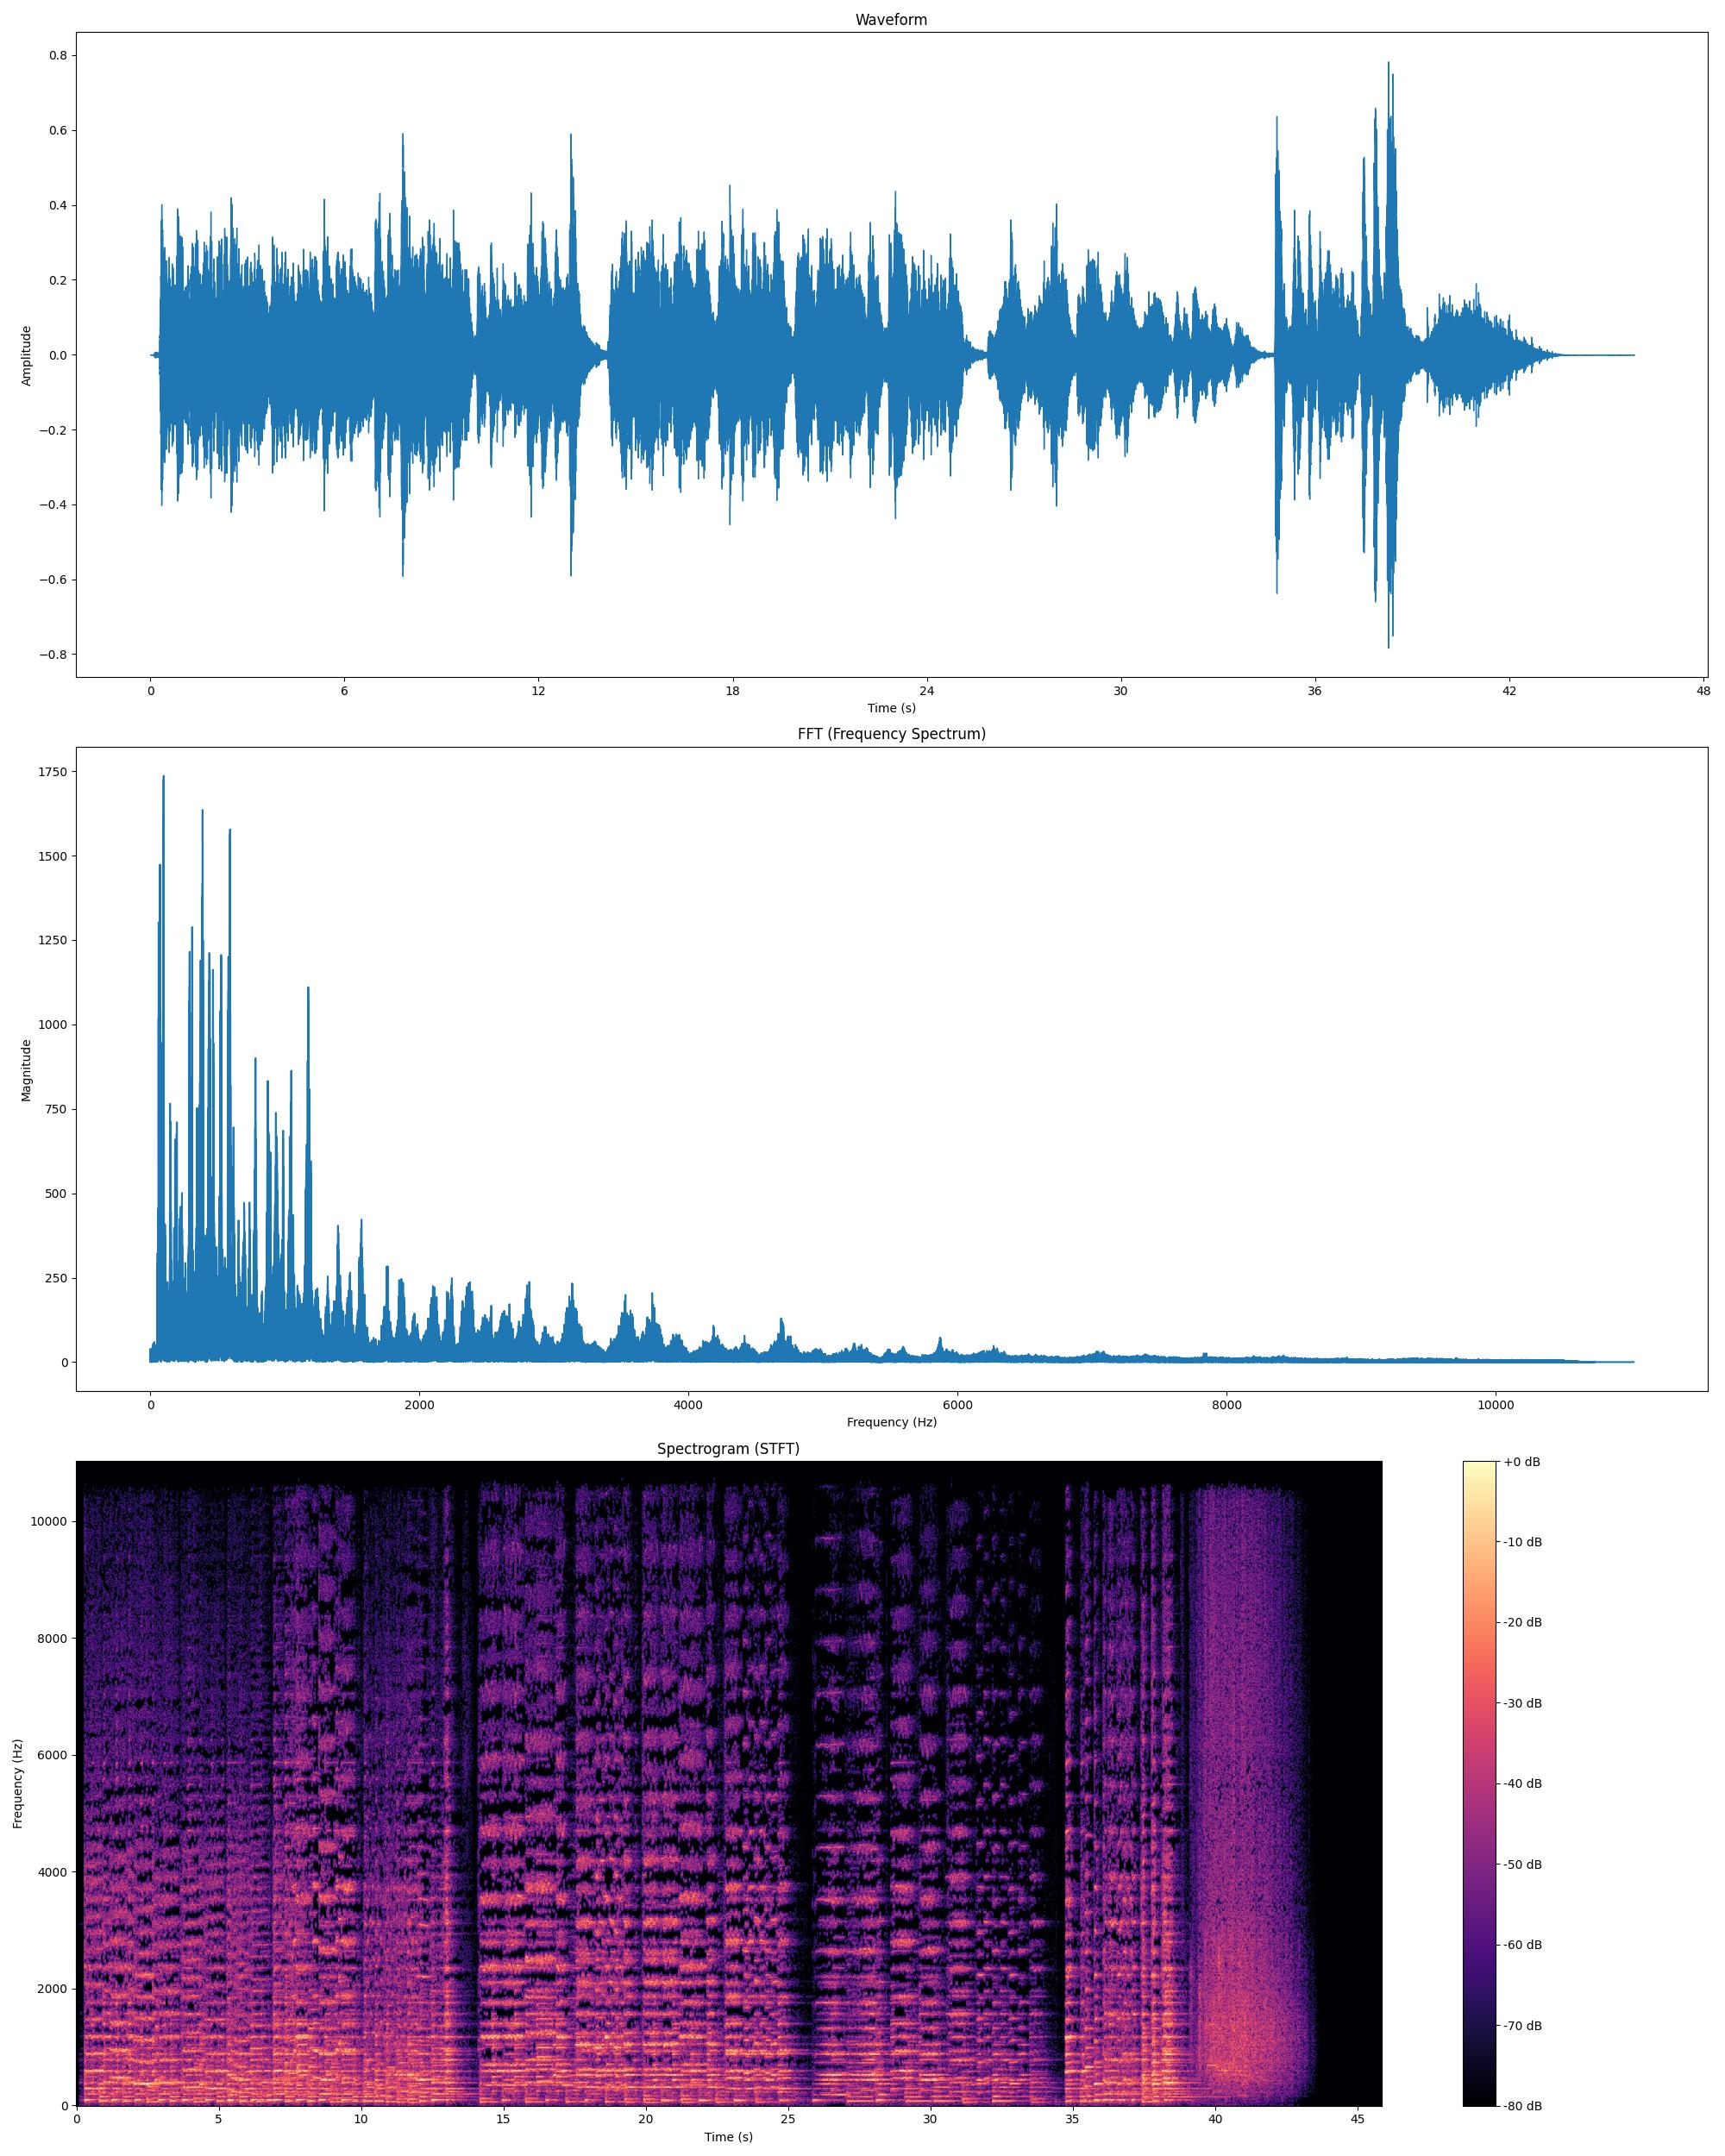 Waveform
0.8
0.6
0.4
0.2
0.0
−0.2
−0.4
−0.6
−0.8
Amplitude
0 6 12 18 24 30 36 42 48
Time (s)
FFT (Frequency Spectrum)
1750
1500
1250
1000
750
500
250
0
Magnitude
0 2000 4000 6000 8000 10000
Frequency (Hz)
Spectrogram (STFT)
10000
8000
6000
4000
2000
0
Frequency (Hz)
0 5 10 15 20 25 30 35 40 45
Time (s)
+0 dB
-10 dB
-20 dB
-30 dB
-40 dB
-50 dB
-60 dB
-70 dB
-80 dB